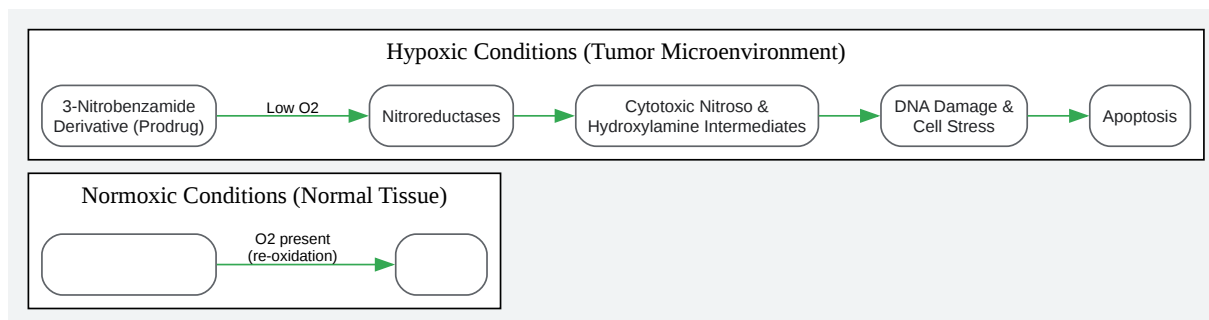 Hypoxic Conditions (Tumor Microenvironment)
3-Nitrobenzamide
Derivative (Prodrug)
Low O2
Nitroreductases
Cytotoxic Nitroso &
Hydroxylamine Intermediates
DNA Damage &
Cell Stress
Apoptosis
Normoxic Conditions (Normal Tissue)
O2 present
(re-oxidation)